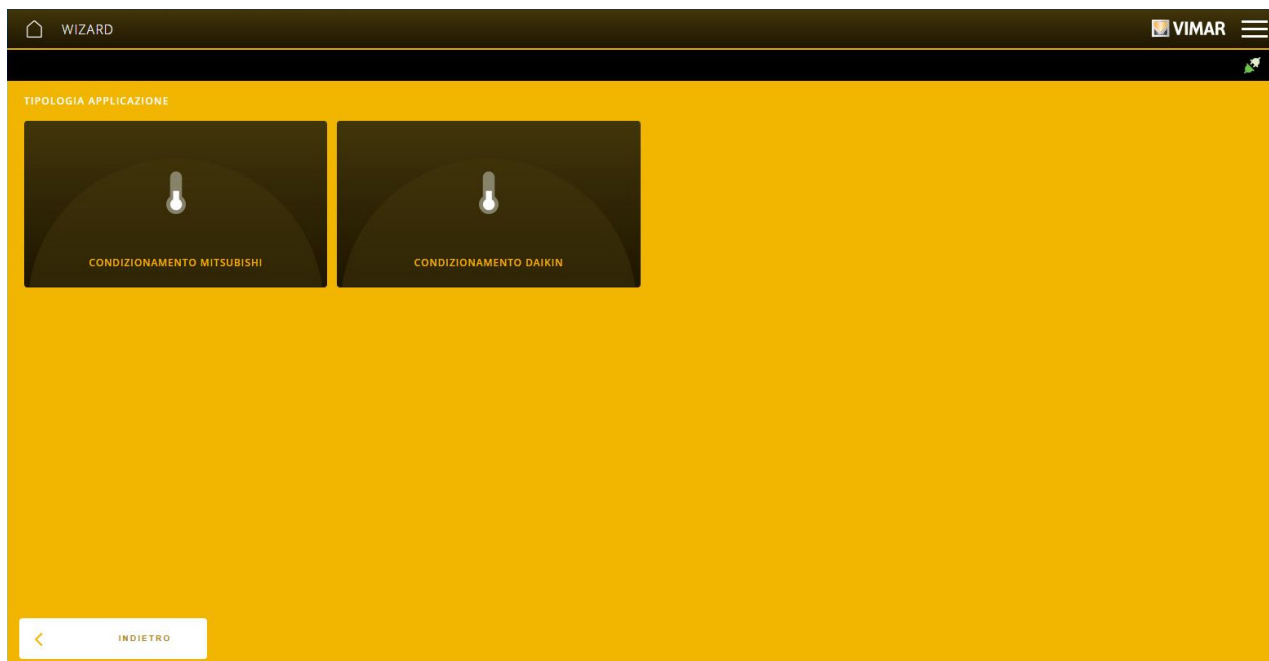 WIZARD
VIMAR
TIPOLOGIA APPLICAZIONE
CONDIZIONAMENTO MITSUBISHI
CONDIZIONAMENTO DAIKIN
INDIETRO